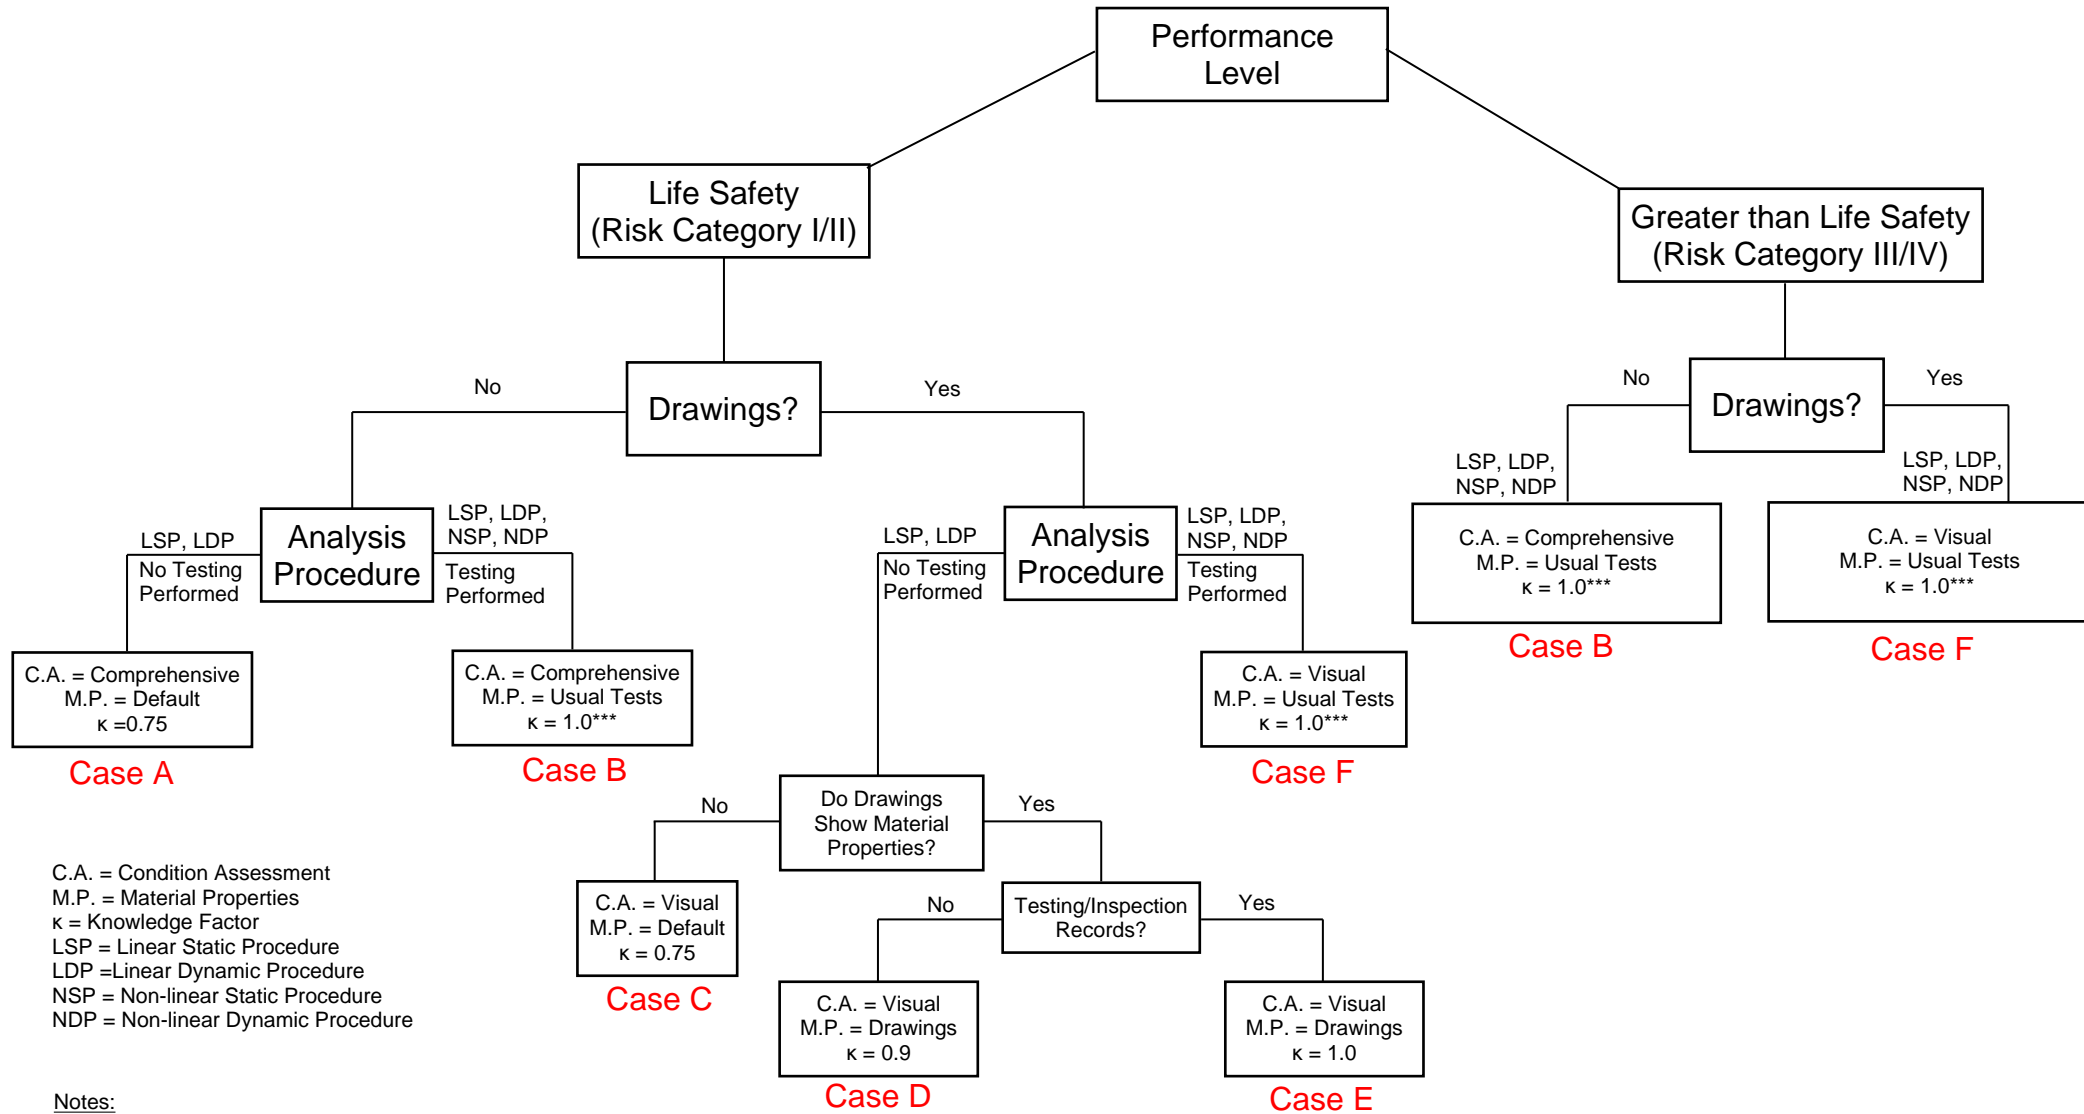 Performance
Level
Life Safety
(Risk Category I/II)
Greater than Life Safety
(Risk Category III/IV)
No
Drawings?
Yes
No
Drawings?
Yes
LSP, LDP
No Testing
Performed
Analysis
Procedure
LSP, LDP,
NSP, NDP
Testing
Performed
LSP, LDP
No Testing
Performed
Analysis
Procedure
LSP, LDP,
NSP, NDP
Testing
Performed
LSP, LDP,
NSP, NDP
LSP, LDP,
NSP, NDP
C.A. = Comprehensive
M.P. = Usual Tests
κ = 1.0***
Case B
C.A. = Visual
M.P. = Usual Tests
κ = 1.0***
Case F
C.A. = Comprehensive
M.P. = Default
κ =0.75
Case A
C.A. = Comprehensive
M.P. = Usual Tests
κ = 1.0***
Case B
C.A. = Visual
M.P. = Usual Tests
κ = 1.0***
Case F
No
Do Drawings
Show Material
Properties?
Yes
C.A. = Visual
M.P. = Default
κ = 0.75
Case C
No
Testing/Inspection
Records?
Yes
C.A. = Visual
M.P. = Drawings
κ = 0.9
Case D
C.A. = Visual
M.P. = Drawings
κ = 1.0
Case E
C.A. = Condition Assessment
M.P. = Material Properties
κ = Knowledge Factor
LSP = Linear Static Procedure
LDP =Linear Dynamic Procedure
NSP = Non-linear Static Procedure
NDP = Non-linear Dynamic Procedure
Notes: